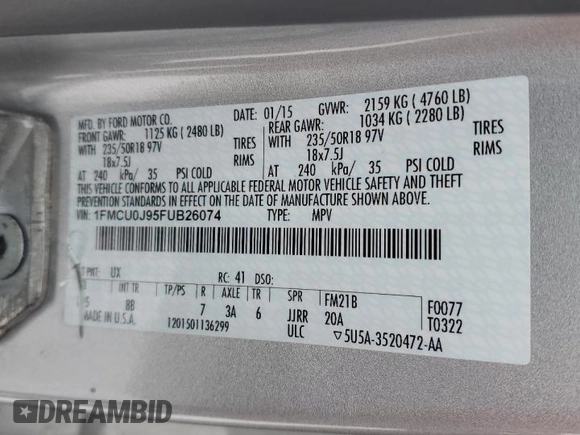 MFD. BY FORD MOTOR CO.
DATE: 01/15 GVWR: 2159 KG ( 4760 LB)
FRONT GAWR: 1125 KG ( 2480 LB) REAR GAWR: 1034 KG ( 2280 LB)
WITH 235/50R18 97V TIRES WITH 235/50R18 97V TIRES
18x7.5J RIMS 18x7.5J RIMS
AT 240 kPa/ 35 PSI COLD AT 240 kPa/ 35 PSI COLD
THIS VEHICLE CONFORMS TO ALL APPLICABLE FEDERAL MOTOR VEHICLE SAFETY AND THEFT
PREVENTION STANDARDS IN EFFECT ON THE DATE OF MANUFACTURE SHOWN ABOVE.
VIN: 1FMCU0J95FUB26074 TYPE: MPV
PNT: UX RC: 41 DSO:
INT TR TP/PS R AXLE TR SPR FM21B F0077
5 8B 7 3A 6 JJRR 20A T0322
MADE IN U.S.A. 1201501136299 ULC ▽5U5A-3520472-AA
DREAMBID